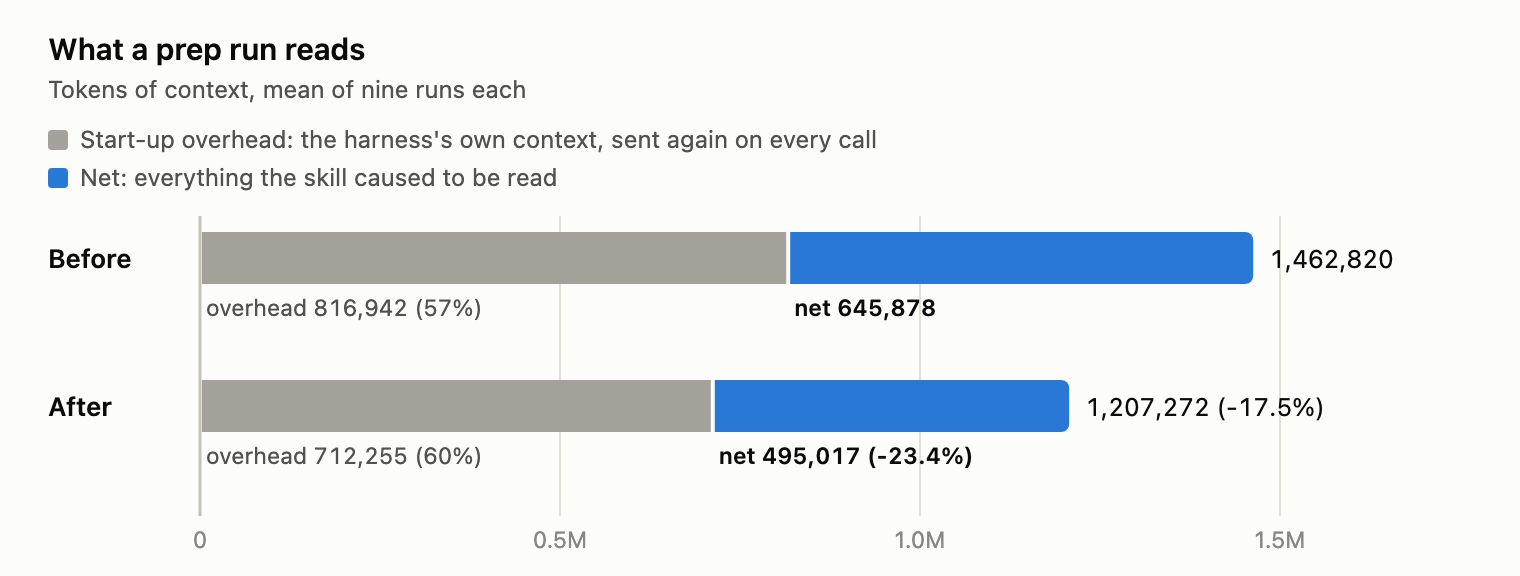 What a prep run reads
Tokens of context, mean of nine runs each
Start-up overhead: the harness's own context, sent again on every call
Net: everything the skill caused to be read
Before
1,462,820
overhead 816,942 (57%)
net 645,878
After
1,207,272 (-17.5%)
overhead 712,255 (60%)
net 495,017 (-23.4%)
0
0.5M
1.0M
1.5M